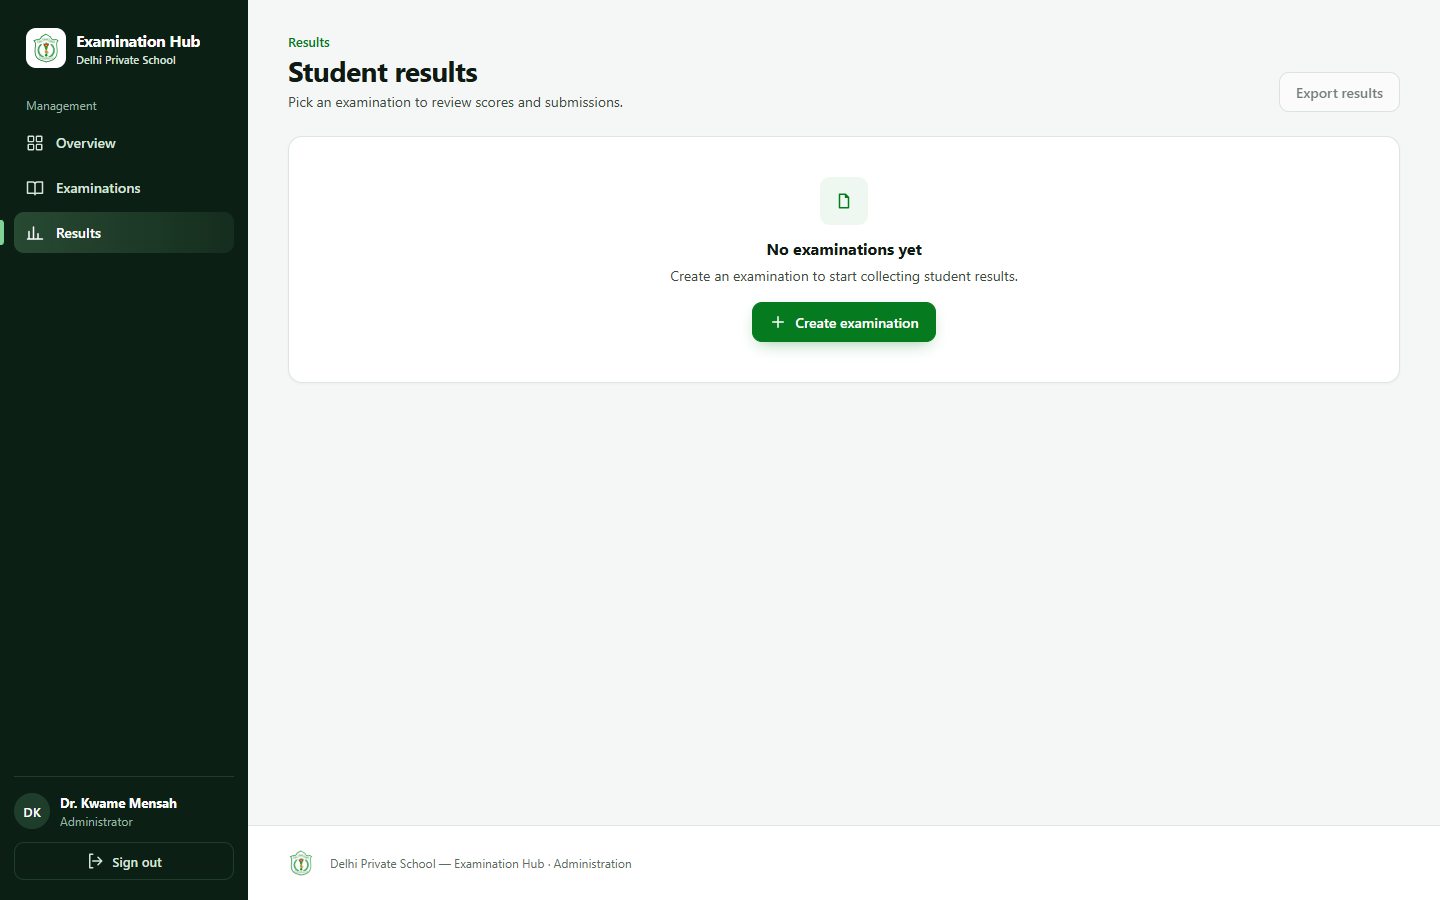 Examination Hub
Delhi Private School
Management
Overview
Examinations
Results
Dr. Kwame Mensah
DK
Administrator
Sign out
Results
Student results
Pick an examination to review scores and submissions.
Export results
No examinations yet
Create an examination to start collecting student results.
Create examination
Delhi Private School — Examination Hub · Administration